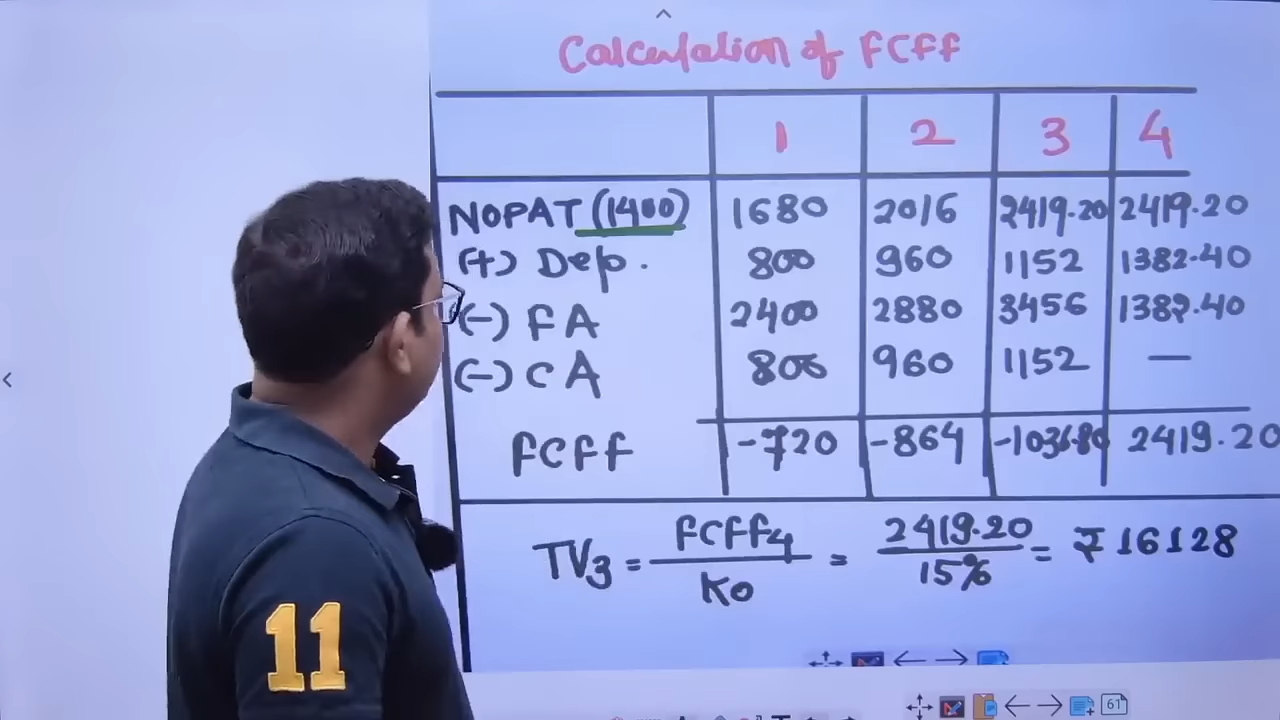 Calculation of FCFF
1 2 3 4
NOPAT (1400) 1680 2016 2419.20 2419.20
(+) Dep. 800 960 1152 1382.40
(-) FA 2400 2880 3456 1382.40
(-) CA 800 960 1152 —
FCFF -720 -864 -1036.80 2419.20
TV3 = FCFF4 / Ko = 2419.20 / 15% = ₹ 16128
11
61